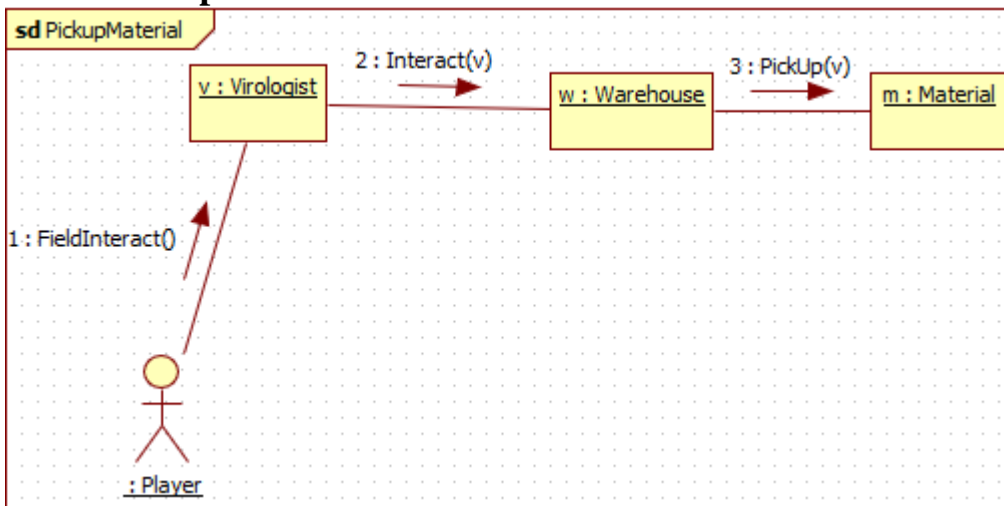 sd PickupMaterial
2 : Interact(v)
3 : PickUp(v)
v : Virologist
w : Warehouse
m : Material
1 : FieldInteract()
: Player